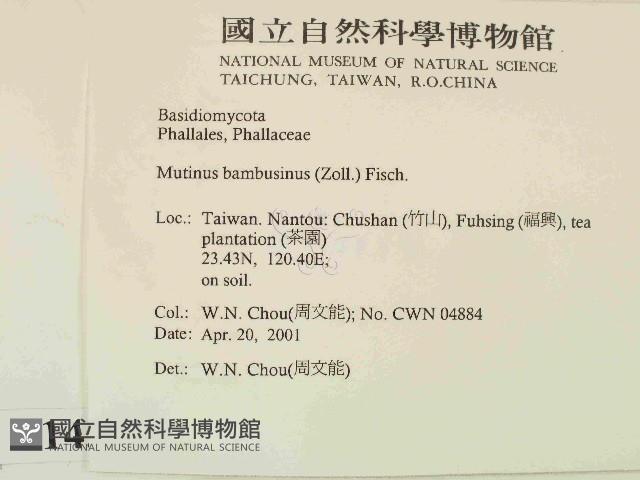 國立自然科學博物館
NATIONAL MUSEUM OF NATURAL SCIENCE
TAICHUNG, TAIWAN, R.O.CHINA
Basidiomycota
Phallales, Phallaceae
Mutinus bambusinus (Zoll.) Fisch.
Loc.: Taiwan. Nantou: Chushan (竹山), Fuhsing (福興), tea
plantation (茶園)
23.43N, 120.40E;
on soil.
Col.: W.N. Chou(周文能); No. CWN 04884
Date: Apr. 20, 2001
Det.: W.N. Chou(周文能)
14
國立自然科學博物館
NATIONAL MUSEUM OF NATURAL SCIENCE